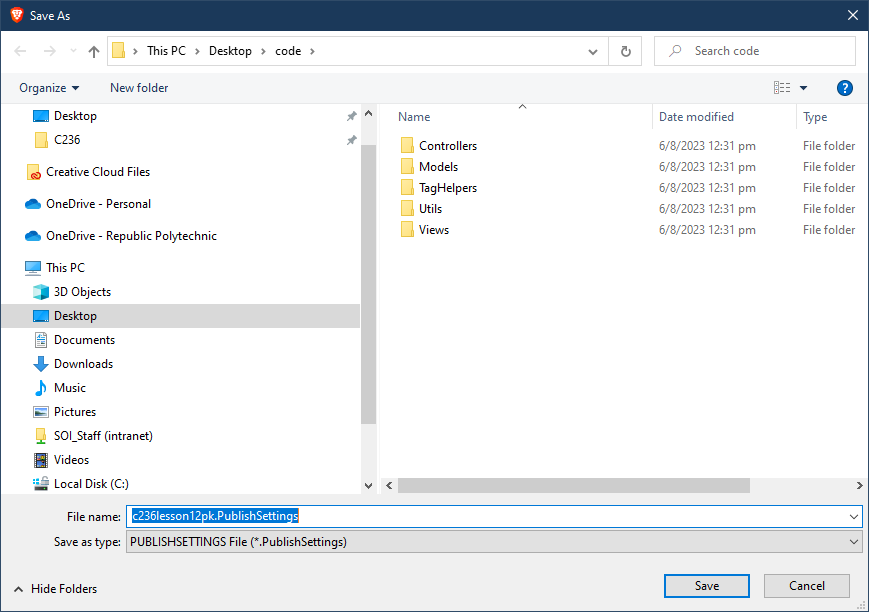 Save As
This PC > Desktop > code >
Search code
Organize
New folder
?
Name Date modified Type
Desktop
C236
Creative Cloud Files
OneDrive - Personal
OneDrive - Republic Polytechnic
This PC
3D Objects
Desktop
Documents
Downloads
Music
Pictures
SOI_Staff (intranet)
Videos
Local Disk (C:)
Controllers 6/8/2023 12:31 pm File folder
Models 6/8/2023 12:31 pm File folder
TagHelpers 6/8/2023 12:31 pm File folder
Utils 6/8/2023 12:31 pm File folder
Views 6/8/2023 12:31 pm File folder
File name: c236lesson12pk.PublishSettings
Save as type: PUBLISHSETTINGS File (*.PublishSettings)
Hide Folders
Save
Cancel